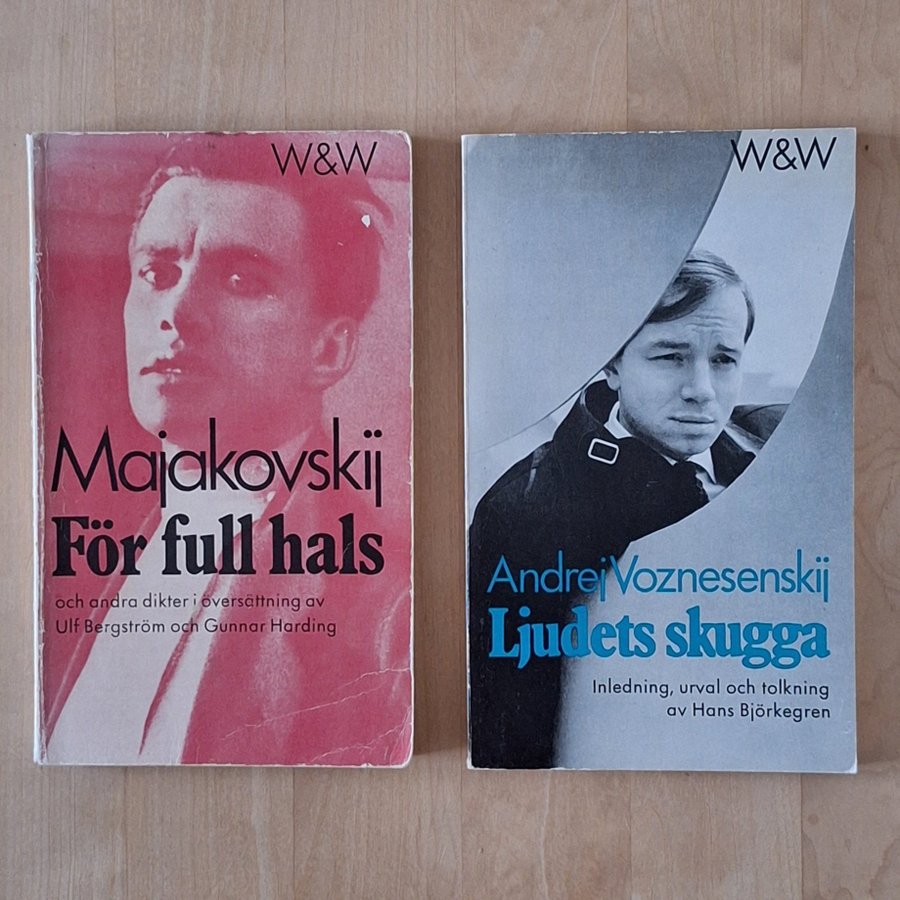 W&W
Majakovskij
För full hals
och andra dikter i översättning av
Ulf Bergström och Gunnar Harding
W&W
Andrej Voznesenskij
Ljudets skugga
Inledning, urval och tolkning
av Hans Björkegren